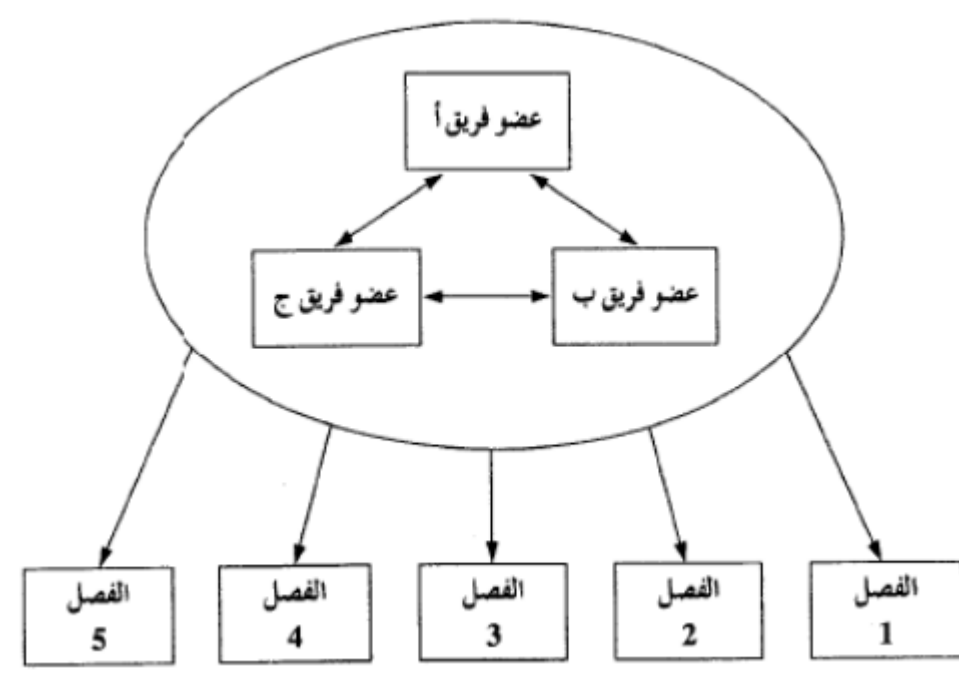 عضو فريق أ
عضو فريق ب
عضو فريق ج
الفصل
1
الفصل
2
الفصل
3
الفصل
4
الفصل
5